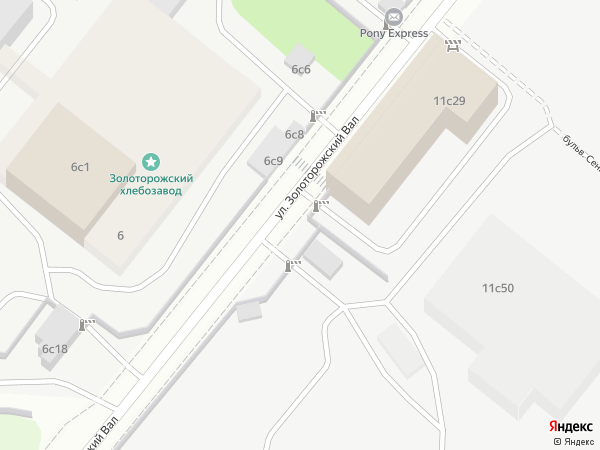 Pony Express
6с6
11с29
6с8
6с9
ул. Золоторожский Вал
бульв. Сен
6с1
Золоторожский
хлебозавод
6
11с50
6с18
кий Вал
Яндекс
© Яндекс